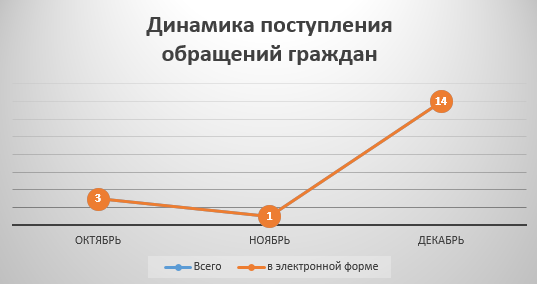 Динамика поступления
обращений граждан
14
3
1
ОКТЯБРЬ НОЯБРЬ ДЕКАБРЬ
Всего в электронной форме